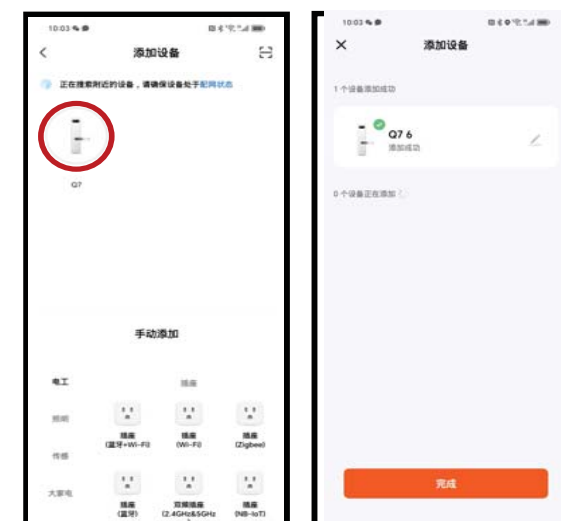 10:03
添加设备
正在搜索附近的设备，请确保设备处于配网状态
Q7
手动添加
电工
插座
照明
插座
(蓝牙+Wi-Fi)
插座
(Wi-Fi)
插座
(Zigbee)
传感
大家电
插座
(蓝牙)
双频插座
(2.4GHz&5GHz
)
插座
(NB-IoT)
10:03
添加设备
1 个设备添加成功
Q7 6
添加成功
0 个设备正在添加
完成